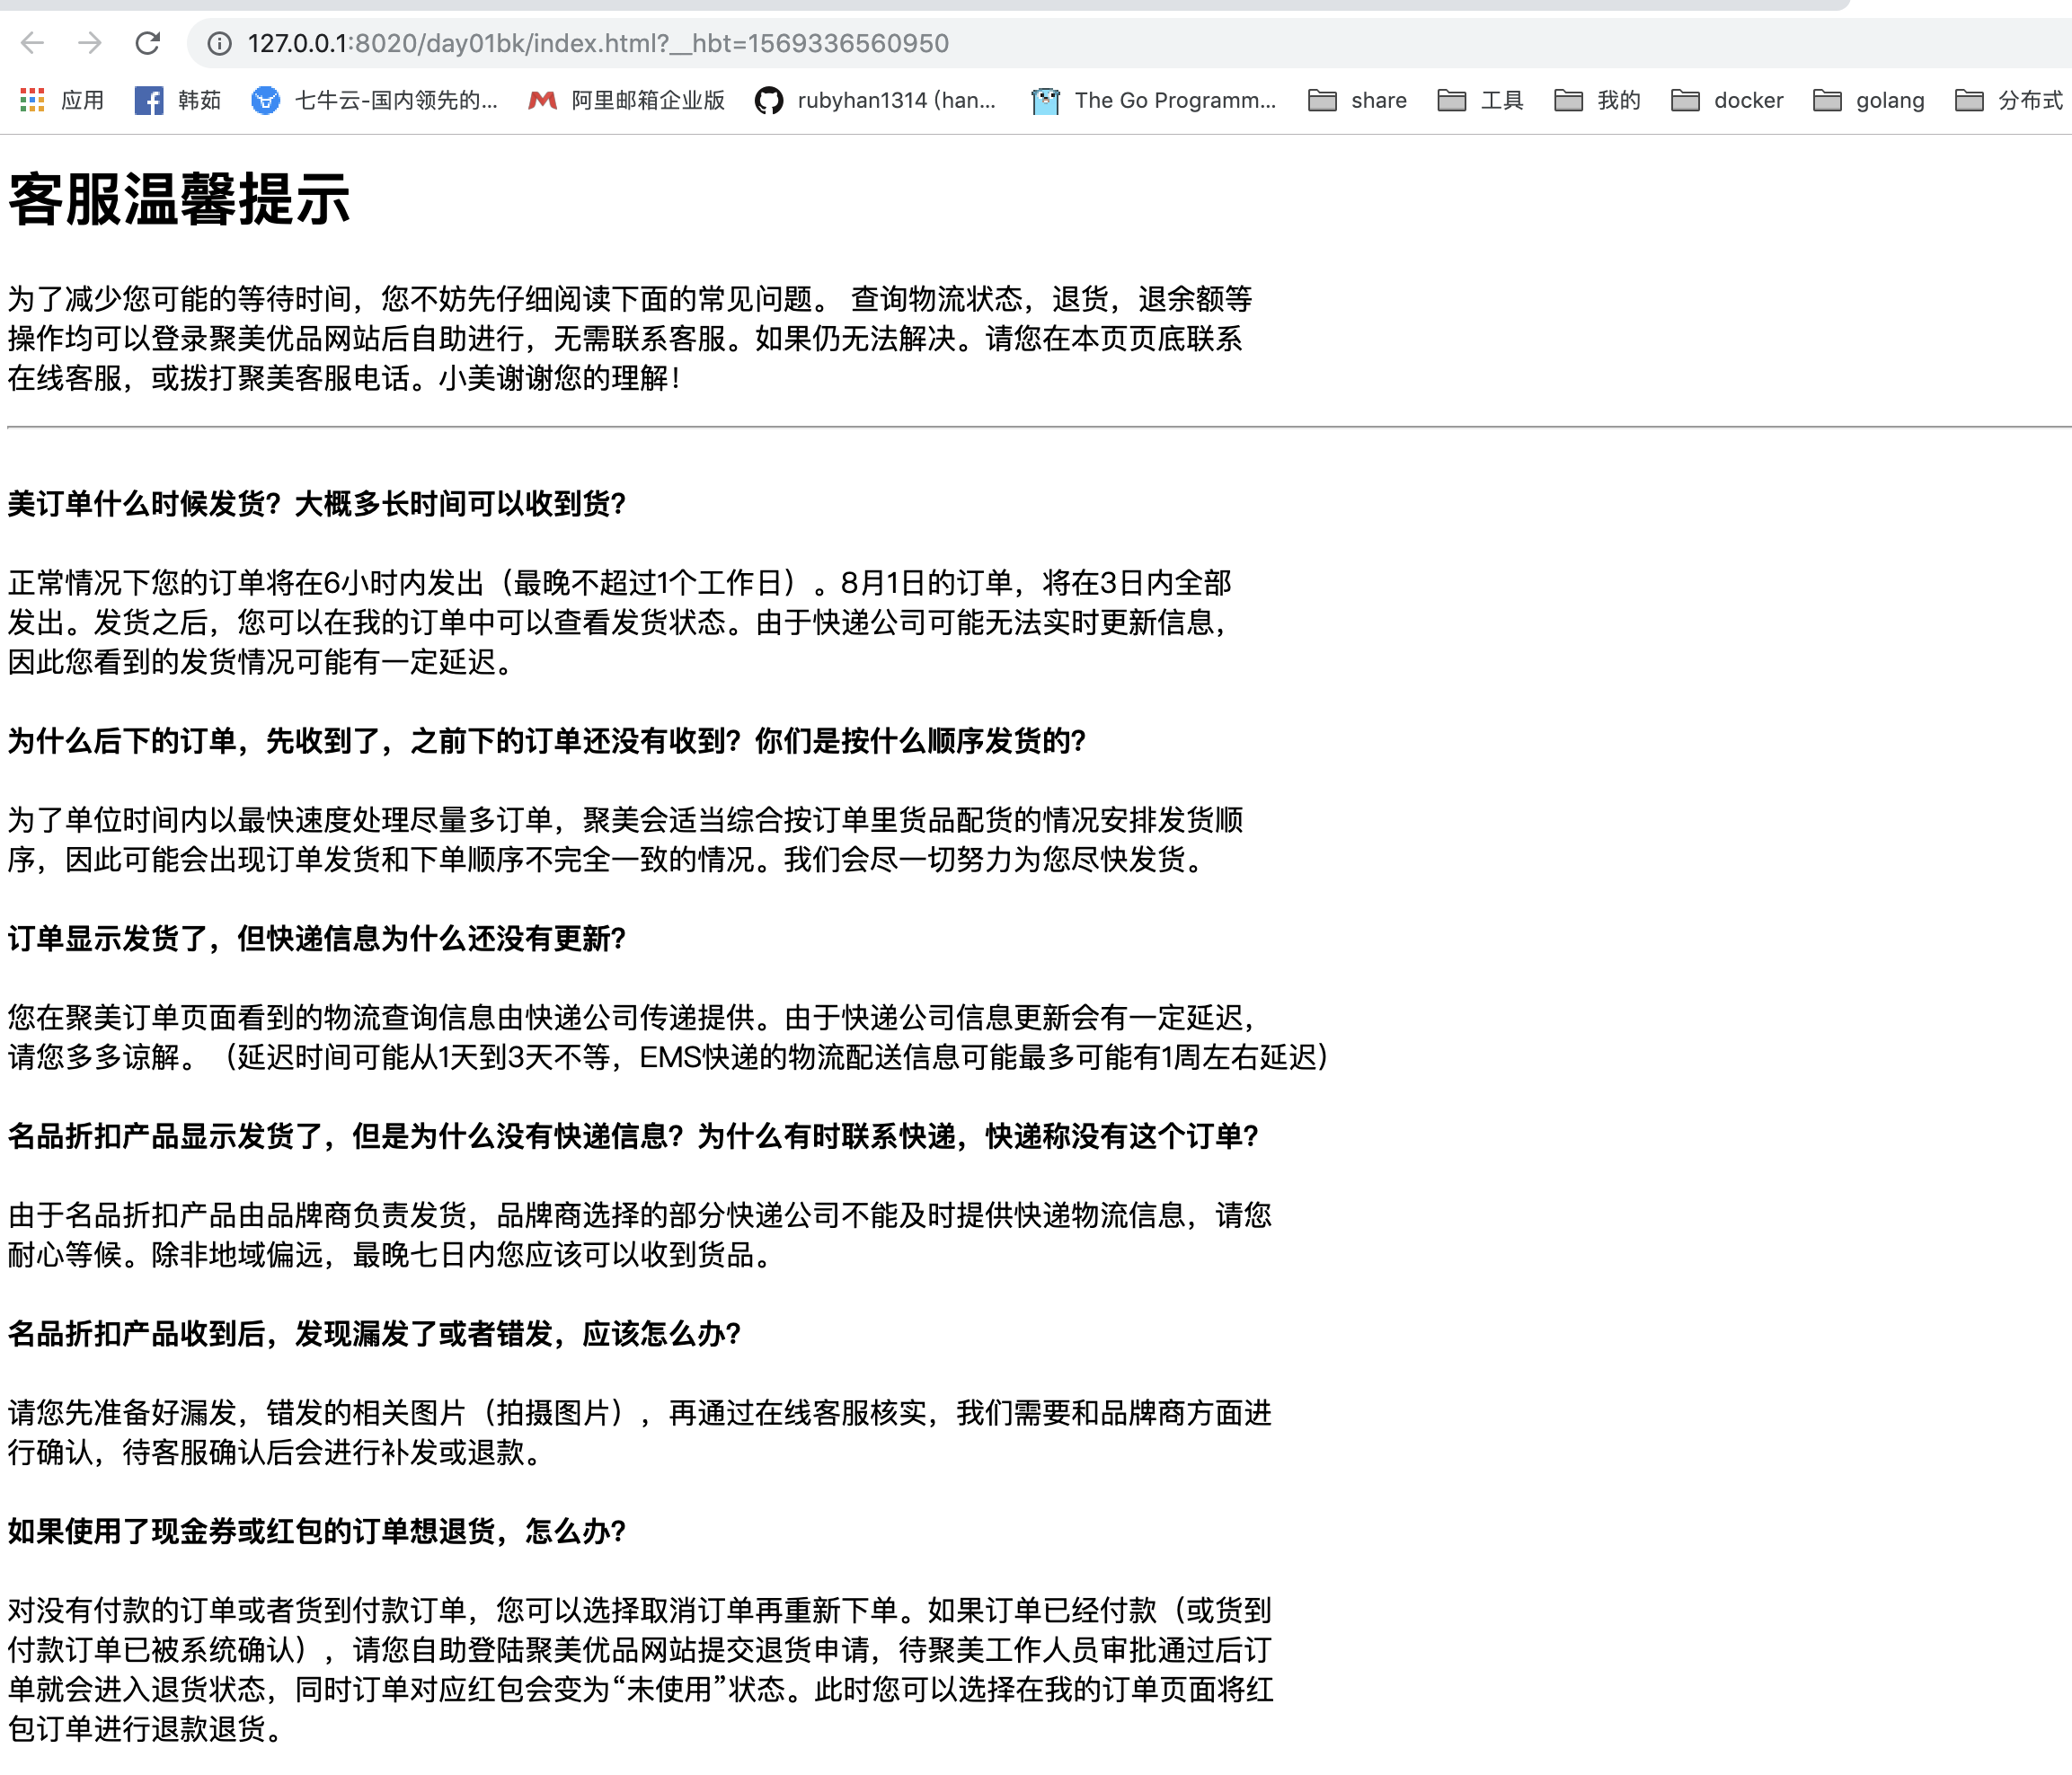 127.0.0.1:8020/day01bk/index.html?__hbt=1569336560950
应用 韩茹 七牛云-国内领先的... 阿里邮箱企业版 rubyhan1314 (han... The Go Programm... share 工具 我的 docker golang 分布式
客服温馨提示
为了减少您可能的等待时间，您不妨先仔细阅读下面的常见问题。 查询物流状态，退货，退余额等
操作均可以登录聚美优品网站后自助进行，无需联系客服。如果仍无法解决。请您在本页页底联系
在线客服，或拨打聚美客服电话。小美谢谢您的理解！
美订单什么时候发货？大概多长时间可以收到货？
正常情况下您的订单将在6小时内发出（最晚不超过1个工作日）。8月1日的订单，将在3日内全部
发出。发货之后，您可以在我的订单中可以查看发货状态。由于快递公司可能无法实时更新信息，
因此您看到的发货情况可能有一定延迟。
为什么后下的订单，先收到了，之前下的订单还没有收到？你们是按什么顺序发货的？
为了单位时间内以最快速度处理尽量多订单，聚美会适当综合按订单里货品配货的情况安排发货顺
序，因此可能会出现订单发货和下单顺序不完全一致的情况。我们会尽一切努力为您尽快发货。
订单显示发货了，但快递信息为什么还没有更新？
您在聚美订单页面看到的物流查询信息由快递公司传递提供。由于快递公司信息更新会有一定延迟，
请您多多谅解。（延迟时间可能从1天到3天不等，EMS快递的物流配送信息可能最多可能有1周左右延迟）
名品折扣产品显示发货了，但是为什么没有快递信息？为什么有时联系快递，快递称没有这个订单？
由于名品折扣产品由品牌商负责发货，品牌商选择的部分快递公司不能及时提供快递物流信息，请您
耐心等候。除非地域偏远，最晚七日内您应该可以收到货品。
名品折扣产品收到后，发现漏发了或者错发，应该怎么办？
请您先准备好漏发，错发的相关图片（拍摄图片），再通过在线客服核实，我们需要和品牌商方面进
行确认，待客服确认后会进行补发或退款。
如果使用了现金券或红包的订单想退货，怎么办？
对没有付款的订单或者货到付款订单，您可以选择取消订单再重新下单。如果订单已经付款（或货到
付款订单已被系统确认），请您自助登陆聚美优品网站提交退货申请，待聚美工作人员审批通过后订
单就会进入退货状态，同时订单对应红包会变为“未使用”状态。此时您可以选择在我的订单页面将红
包订单进行退款退货。